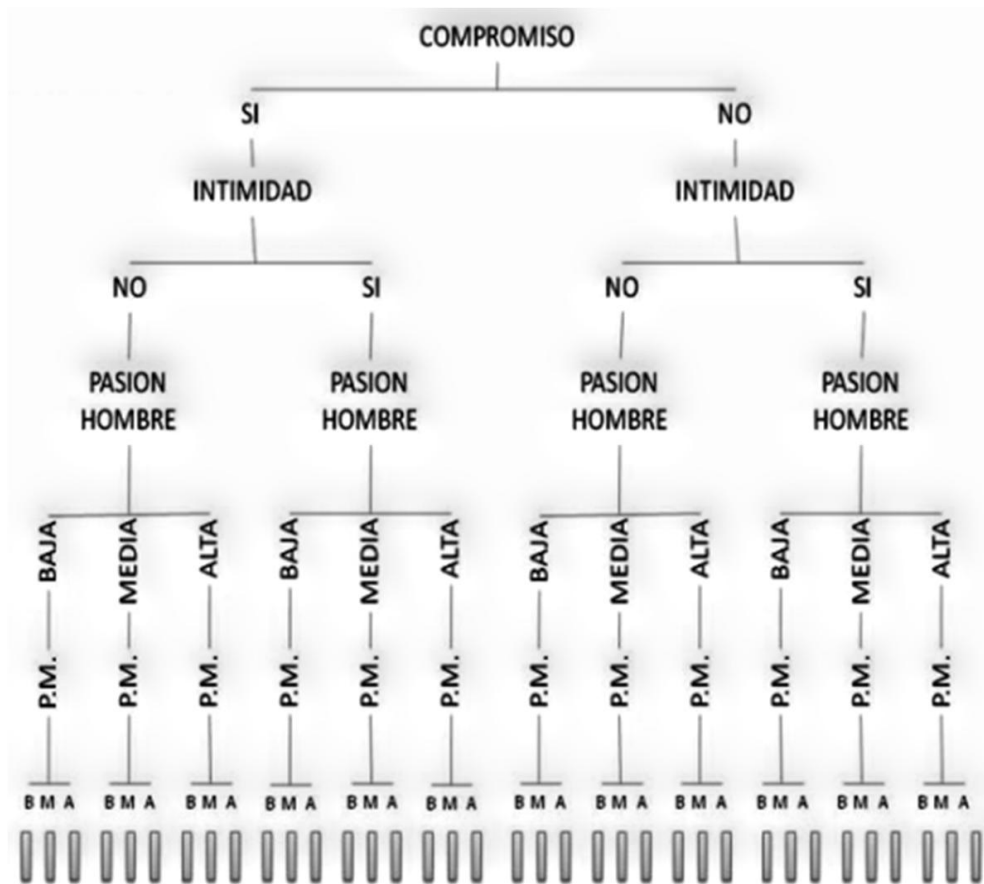 COMPROMISO
SI NO
INTIMIDAD INTIMIDAD
NO SI NO SI
PASION PASION PASION PASION
HOMBRE HOMBRE HOMBRE HOMBRE
BAJA MEDIA ALTA BAJA MEDIA ALTA BAJA MEDIA ALTA BAJA MEDIA ALTA
P.M. P.M. P.M. P.M. P.M. P.M. P.M. P.M. P.M. P.M. P.M. P.M.
B M A B M A B M A B M A B M A B M A B M A B M A B M A B M A B M A B M A